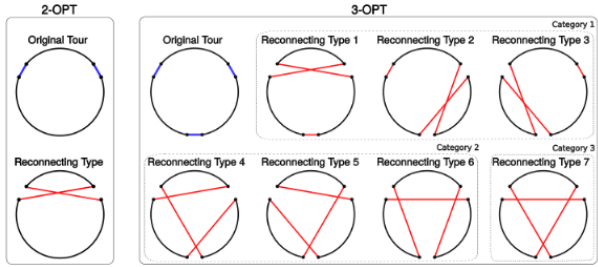 2-OPT
Original Tour
Reconnecting Type
3-OPT
Category 1
Original Tour
Reconnecting Type 1
Reconnecting Type 2
Reconnecting Type 3
Category 2
Category 3
Reconnecting Type 4
Reconnecting Type 5
Reconnecting Type 6
Reconnecting Type 7